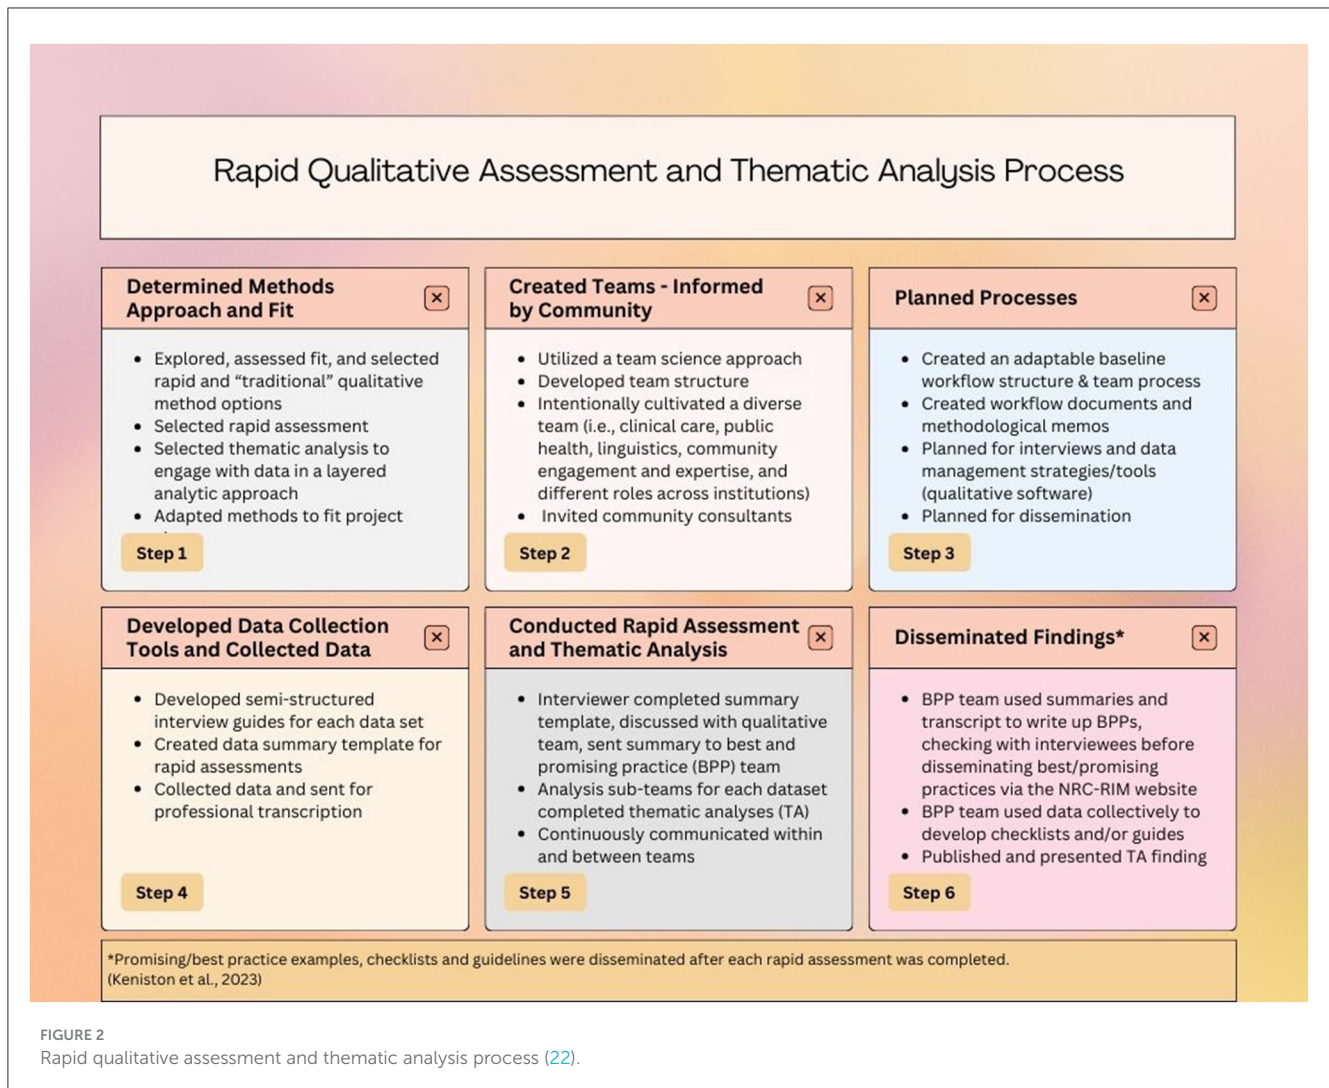 Rapid Qualitative Assessment and Thematic Analysis Process
Determined Methods
Approach and Fit
• Explored, assessed fit, and selected
rapid and “traditional” qualitative
method options
• Selected rapid assessment
• Selected thematic analysis to
engage with data in a layered
analytic approach
• Adapted methods to fit project
Step 1
Created Teams - Informed
by Community
• Utilized a team science approach
• Developed team structure
• Intentionally cultivated a diverse
team (i.e., clinical care, public
health, linguistics, community
engagement and expertise, and
different roles across institutions)
• Invited community consultants
Step 2
Planned Processes
• Created an adaptable baseline
workflow structure & team process
• Created workflow documents and
methodological memos
• Planned for interviews and data
management strategies/tools
(qualitative software)
• Planned for dissemination
Step 3
Developed Data Collection
Tools and Collected Data
• Developed semi-structured
interview guides for each data set
• Created data summary template for
rapid assessments
• Collected data and sent for
professional transcription
Step 4
Conducted Rapid Assessment
and Thematic Analysis
• Interviewer completed summary
template, discussed with qualitative
team, sent summary to best and
promising practice (BPP) team
• Analysis sub-teams for each dataset
completed thematic analyses (TA)
• Continuously communicated within
and between teams
Step 5
Disseminated Findings*
• BPP team used summaries and
transcript to write up BPPs,
checking with interviewees before
disseminating best/promising
practices via the NRC-RIM website
• BPP team used data collectively to
develop checklists and/or guides
• Published and presented TA finding
Step 6
*Promising/best practice examples, checklists and guidelines were disseminated after each rapid assessment was completed.
(Keniston et al., 2023)
FIGURE 2
Rapid qualitative assessment and thematic analysis process (22).